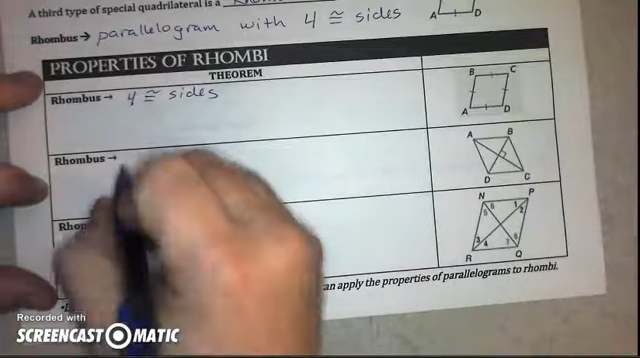 A third type of special quadrilateral is a
Rhombus → parallelogram with 4 ≅ sides
A D
PROPERTIES OF RHOMBI
THEOREM
Rhombus → 4 ≅ sides
B C
A D
Rhombus →
A B
D C
N P
6 1
5 2
3 4 7 8
R Q
an apply the properties of parallelograms to rhombi.
Recorded with
SCREENCAST MATIC